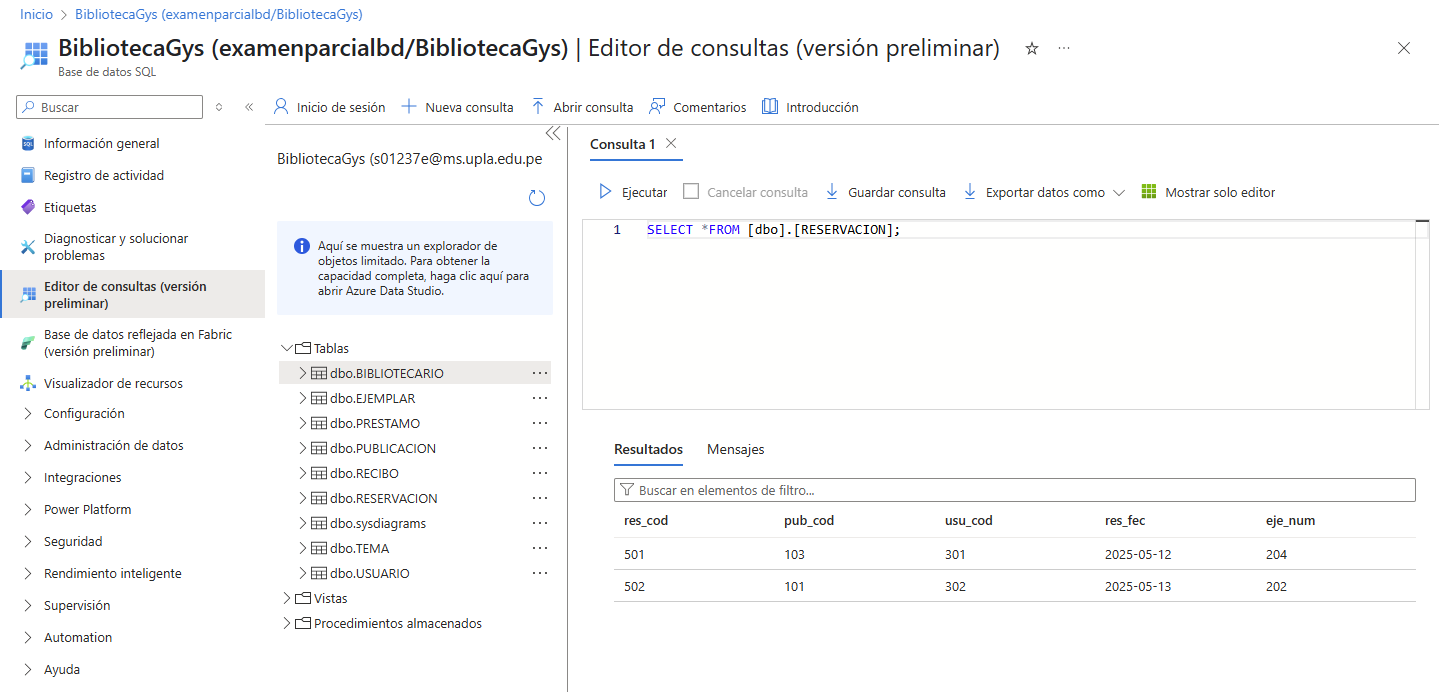 Inicio > BibliotecaGys (examenparcialbd/BibliotecaGys)
BibliotecaGys (examenparcialbd/BibliotecaGys) | Editor de consultas (versión preliminar)
Base de datos SQL
Buscar
Información general
Registro de actividad
Etiquetas
Diagnosticar y solucionar
problemas
Editor de consultas (versión
preliminar)
Base de datos reflejada en Fabric
(versión preliminar)
Visualizador de recursos
Configuración
Administración de datos
Integraciones
Power Platform
Seguridad
Rendimiento inteligente
Supervisión
Automation
Ayuda
Inicio de sesión Nueva consulta Abrir consulta Comentarios Introducción
BibliotecaGys (s01237e@ms.upla.edu.pe
Aquí se muestra un explorador de
objetos limitado. Para obtener la
capacidad completa, haga clic aquí para
abrir Azure Data Studio.
Tablas
dbo.BIBLIOTECARIO
dbo.EJEMPLAR
dbo.PRESTAMO
dbo.PUBLICACION
dbo.RECIBO
dbo.RESERVACION
dbo.sysdiagrams
dbo.TEMA
dbo.USUARIO
Vistas
Procedimientos almacenados
Consulta 1
Ejecutar Cancelar consulta Guardar consulta Exportar datos como Mostrar solo editor
1 SELECT *FROM [dbo].[RESERVACION];
Resultados Mensajes
Buscar en elementos de filtro...
res_cod pub_cod usu_cod res_fec eje_num
501 103 301 2025-05-12 204
502 101 302 2025-05-13 202